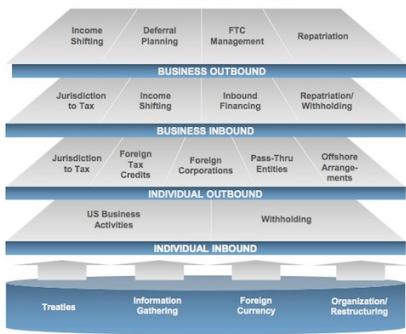 Income Deferral FTC Repatriation
Shifting Planning Management
BUSINESS OUTBOUND
Jurisdiction Income Inbound Repatriation/
to Tax Shifting Financing Withholding
BUSINESS INBOUND
Jurisdiction Foreign Foreign Pass-Thru Offshore
to Tax Tax Corporations Entities Arrange-
Credits ments
INDIVIDUAL OUTBOUND
US Business Withholding
Activities
INDIVIDUAL INBOUND
Treaties Information Foreign Organization/
Gathering Currency Restructuring